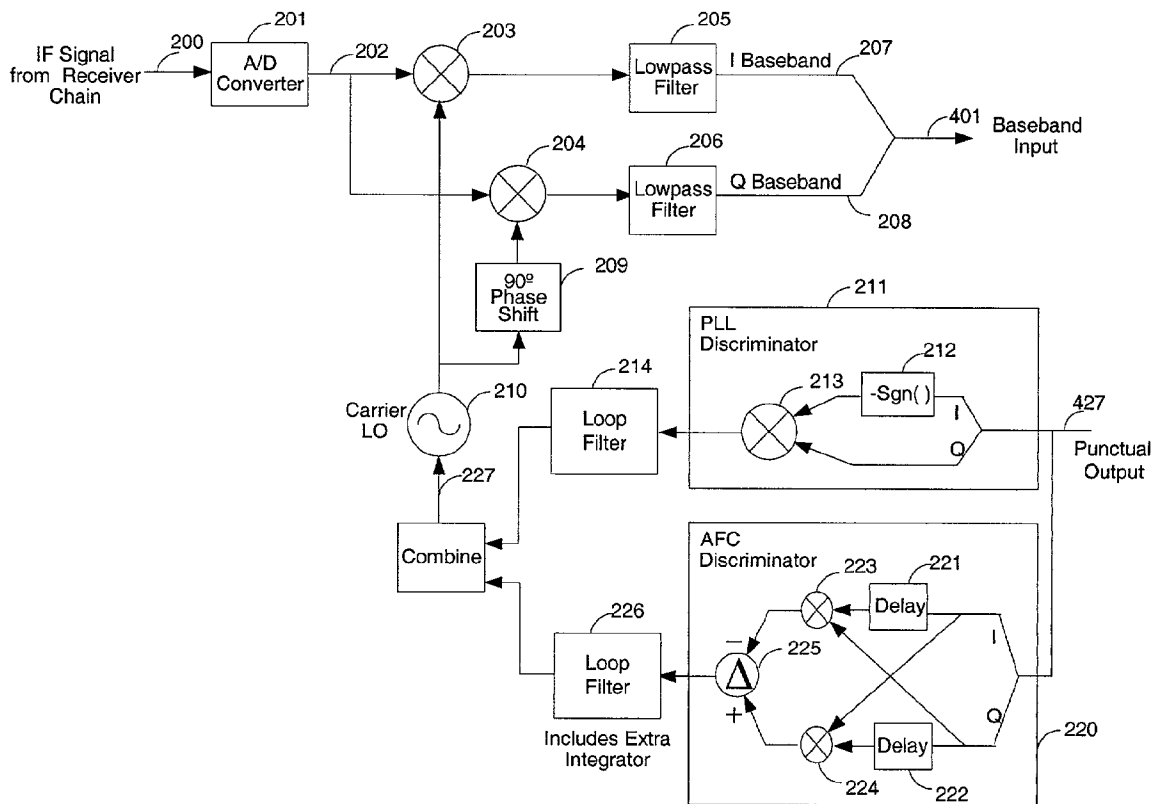 IF Signal
from Receiver
Chain
200
201
A/D
Converter
202
203
205
Lowpass
Filter
I Baseband
207
401
Baseband
Input
204
206
Lowpass
Filter
Q Baseband
208
209
90º
Phase
Shift
210
Carrier
LO
227
Combine
214
Loop
Filter
211
PLL
Discriminator
212
-Sgn( )
213
I
Q
427
Punctual
Output
AFC
Discriminator
223
221
Delay
I
226
Loop
Filter
Includes Extra
Integrator
−
Δ
225
+
Q
224
Delay
222
220